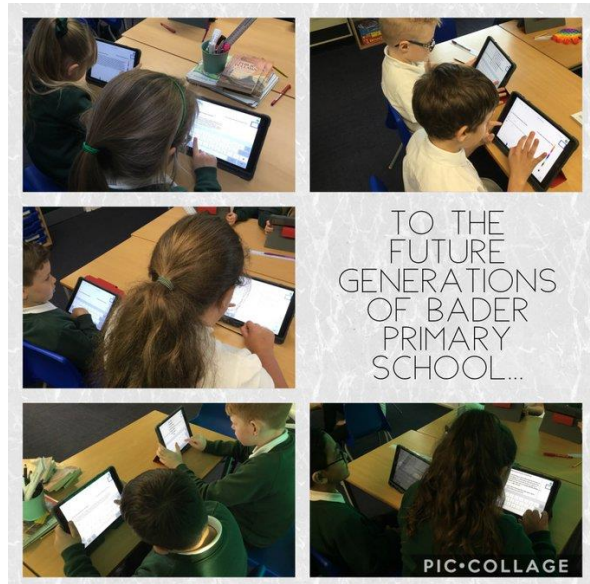 TO THE
FUTURE
GENERATIONS
OF BADER
PRIMARY
SCHOOL...
PIC•COLLAGE